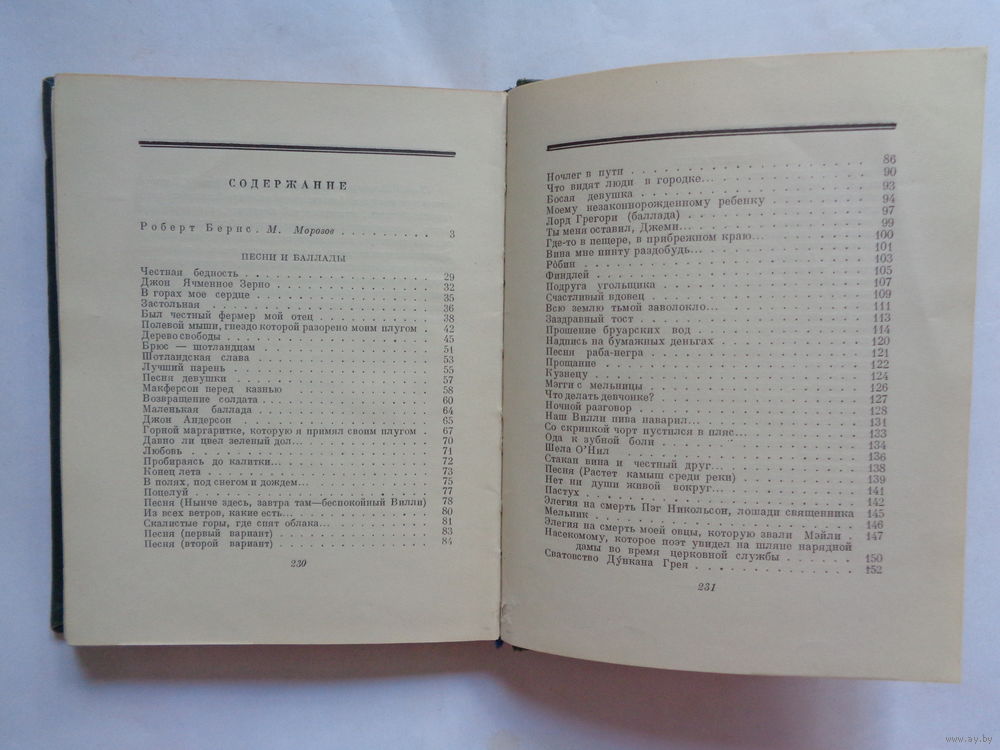 СОДЕРЖАНИЕ
Роберт Бернс. М. Морозов . . . . . . . . 3
ПЕСНИ И БАЛЛАДЫ
Честная бедность . . . . . . . . 29
Джон Ячменное Зерно . . . . . . . . 32
В горах мое сердце . . . . . . . . 35
Застольная . . . . . . . . 36
Был честный фермер мой отец . . . . . . . . 38
Полевой мыши, гнездо которой разорено моим плугом . 42
Дерево свободы . . . . . . . . 45
Брюс — шотландцам . . . . . . . . 51
Шотландская слава . . . . . . . . 53
Лучший парень . . . . . . . . 55
Песня девушки . . . . . . . . 57
Макферсон перед казнью . . . . . . . . 58
Возвращение солдата . . . . . . . . 60
Маленькая баллада . . . . . . . . 64
Джон Андерсон . . . . . . . . 65
Горной маргаритке, которую я примял своим плугом . 67
Давно ли цвел зеленый дол... . . . . . . . . 70
Любовь . . . . . . . . 71
Пробираясь до калитки... . . . . . . . . 72
Конец лета . . . . . . . . 73
В полях, под снегом и дождем... . . . . . . . . 75
Поцелуй . . . . . . . . 77
Песня (Нынче здесь, завтра там—беспокойный Вилли) 78
Из всех ветров, какие есть... . . . . . . . . 80
Скалистые горы, где спят облака... . . . . . . . . 81
Песня (первый вариант) . . . . . . . . 83
Песня (второй вариант) . . . . . . . . 84
230
Ночлег в пути . . . . . . . . 86
Что видят люди в городке... . . . . . . . . 90
Босая девушка . . . . . . . . 93
Моему незаконнорожденному ребенку . . . . . . . . 94
Лорд Грегори (баллада) . . . . . . . . 97
Ты меня оставил, Джеми . . . . . . . . 99
Где-то в пещере, в прибрежном краю... . . . . . . . . 100
Вина мне пинту раздобудь... . . . . . . . . 101
Ро́бин . . . . . . . . 103
Финдлей . . . . . . . . 105
Подруга угольщика . . . . . . . . 107
Счастливый вдовец . . . . . . . . 109
Всю землю тьмой заволокло... . . . . . . . . 111
Заздравный тост . . . . . . . . 113
Прошение бруарских вод . . . . . . . . 114
Надпись на бумажных деньгах . . . . . . . . 120
Песня раба-негра . . . . . . . . 121
Прощание . . . . . . . . 122
Кузнецу . . . . . . . . 124
Мэгги с мельницы . . . . . . . . 126
Что делать девчонке? . . . . . . . . 127
Ночной разговор . . . . . . . . 128
Наш Вилли пива наварил... . . . . . . . . 131
Со скрипкой чорт пустился в пляс... . . . . . . . . 133
Ода к зубной боли . . . . . . . . 134
Шела О'Нил . . . . . . . . 136
Стакан вина и честный друг... . . . . . . . . 138
Песня (Растет камыш среди реки) . . . . . . . . 139
Нет ни души живой вокруг... . . . . . . . . 141
Пастух . . . . . . . . 142
Элегия на смерть Пэг Никольсон, лошади священника 145
Мельник . . . . . . . . 146
Элегия на смерть моей овцы, которую звали Мэйли . 147
Насекомому, которое поэт увидел на шляпе нарядной
дамы во время церковной службы . . . . . . . . 150
Сватовство Ду́нкана Грея . . . . . . . . 152
231
www.ay.by